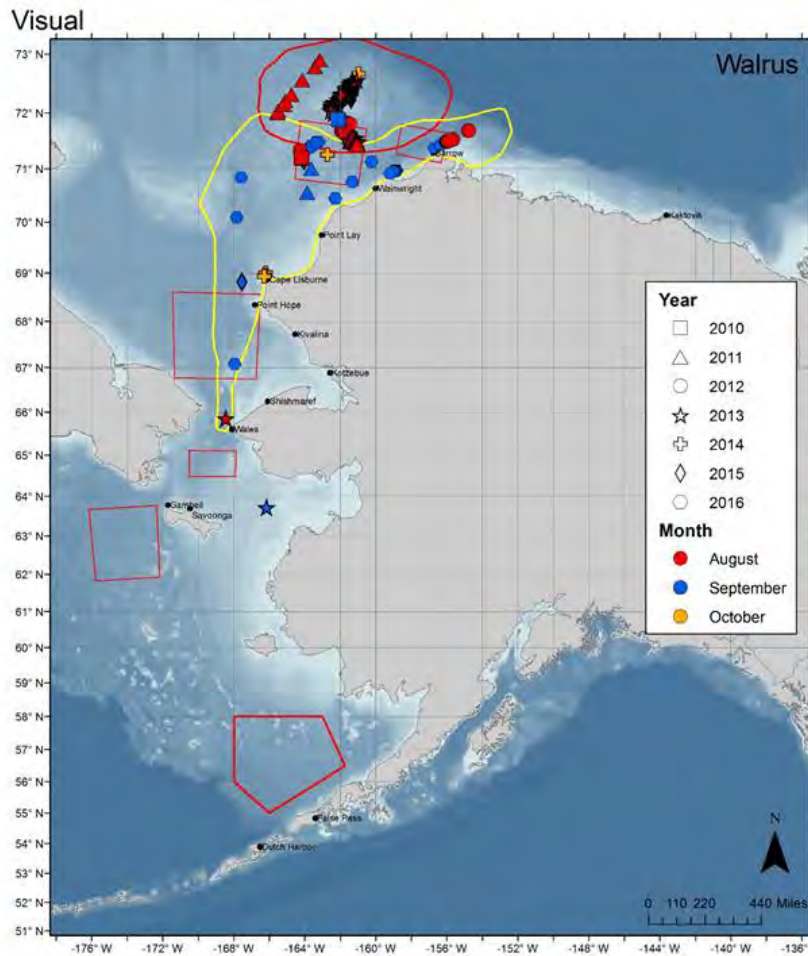 Visual
Walrus
73° N
72° N
71° N
70° N
69° N
68° N
67° N
66° N
65° N
64° N
63° N
62° N
61° N
60° N
59° N
58° N
57° N
56° N
55° N
54° N
53° N
52° N
51° N
Barrow
Wainwright
Kaktovik
Point Lay
Cape Lisburne
Point Hope
Kivalina
Kotzebue
Shishmaref
Wales
Gambell
Savoonga
False Pass
Dutch Harbor
Year
2010
2011
2012
2013
2014
2015
2016
Month
August
September
October
N
0 110 220 440 Miles
-176° W -172° W -168° W -164° W -160° W -156° W -152° W -148° W -144° W -140° W -136° W